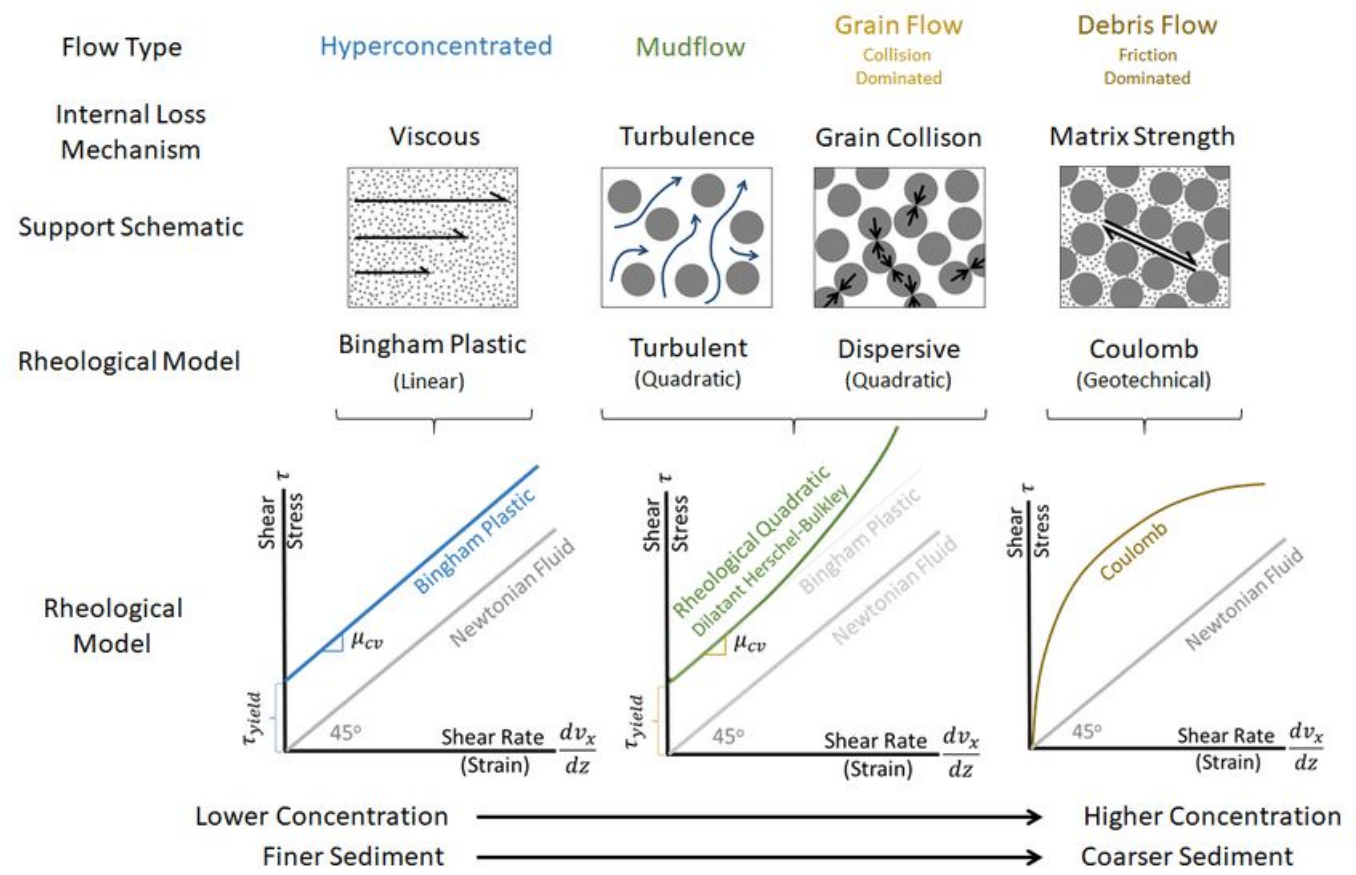 Flow Type
Hyperconcentrated
Mudflow
Grain Flow
Collision
Dominated
Debris Flow
Friction
Dominated
Internal Loss
Mechanism
Viscous
Turbulence
Grain Collison
Matrix Strength
Support Schematic
Rheological Model
Bingham Plastic
(Linear)
Turbulent
(Quadratic)
Dispersive
(Quadratic)
Coulomb
(Geotechnical)
Rheological
Model
Shear
Stress
τ
Bingham Plastic
Newtonian Fluid
μcv
τyield
45°
Shear Rate
(Strain)
dvx
dz
Shear
Stress
τ
Rheological Quadratic
Dilatant Herschel-Bulkley
Bingham Plastic
Newtonian Fluid
μcv
τyield
45°
Shear Rate
(Strain)
dvx
dz
Shear
Stress
τ
Coulomb
Newtonian Fluid
45°
Shear Rate
(Strain)
dvx
dz
Lower Concentration
Higher Concentration
Finer Sediment
Coarser Sediment